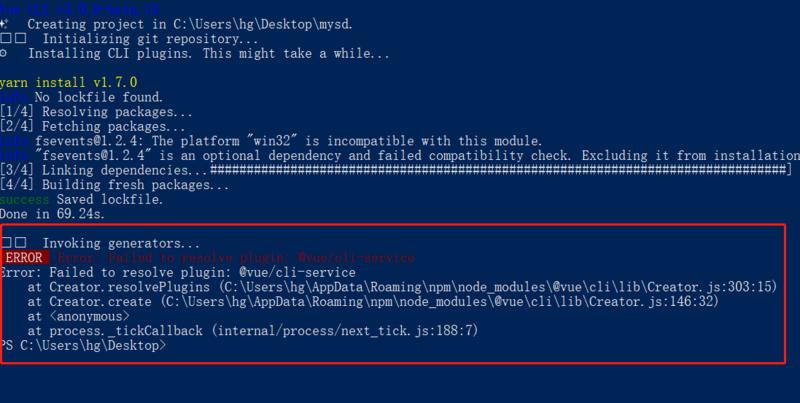 Vue CLI v3.0.0-beta.11
✨ Creating project in C:\Users\hg\Desktop\mysd.
□□ Initializing git repository...
⚙ Installing CLI plugins. This might take a while...
yarn install v1.7.0
info No lockfile found.
[1/4] Resolving packages...
[2/4] Fetching packages...
info fsevents@1.2.4: The platform "win32" is incompatible with this module.
info "fsevents@1.2.4" is an optional dependency and failed compatibility check. Excluding it from installation
[3/4] Linking dependencies...################################################################################]
[4/4] Building fresh packages...
success Saved lockfile.
Done in 69.24s.
□□ Invoking generators...
ERROR Error: Failed to resolve plugin: @vue/cli-service
Error: Failed to resolve plugin: @vue/cli-service
at Creator.resolvePlugins (C:\Users\hg\AppData\Roaming\npm\node_modules\@vue\cli\lib\Creator.js:303:15)
at Creator.create (C:\Users\hg\AppData\Roaming\npm\node_modules\@vue\cli\lib\Creator.js:146:32)
at <anonymous>
at process._tickCallback (internal/process/next_tick.js:188:7)
PS C:\Users\hg\Desktop>